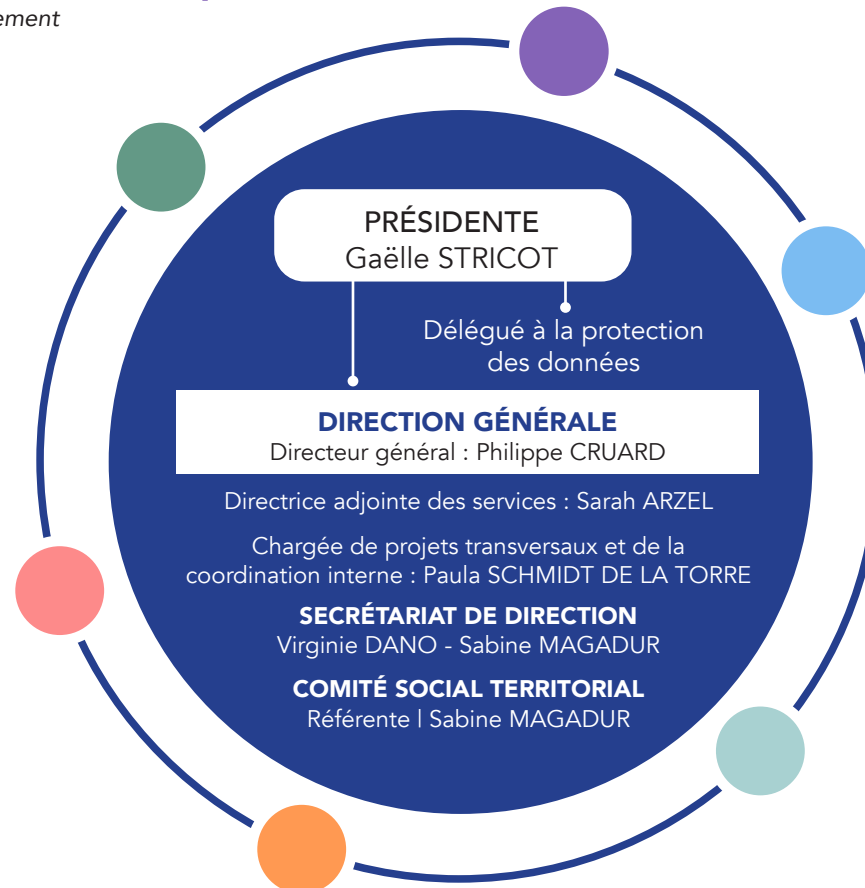 ement
PRÉSIDENTE
Gaëlle STRICOT
Délégué à la protection
des données
DIRECTION GÉNÉRALE
Directeur général : Philippe CRUARD
Directrice adjointe des services : Sarah ARZEL
Chargée de projets transversaux et de la
coordination interne : Paula SCHMIDT DE LA TORRE
SECRÉTARIAT DE DIRECTION
Virginie DANO - Sabine MAGADUR
COMITÉ SOCIAL TERRITORIAL
Référente l Sabine MAGADUR